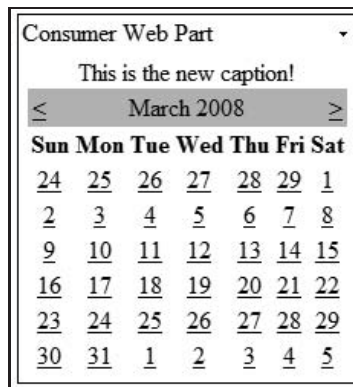 Consumer Web Part
This is the new caption!
< March 2008 >
Sun Mon Tue Wed Thu Fri Sat
24 25 26 27 28 29 1
2 3 4 5 6 7 8
9 10 11 12 13 14 15
16 17 18 19 20 21 22
23 24 25 26 27 28 29
30 31 1 2 3 4 5